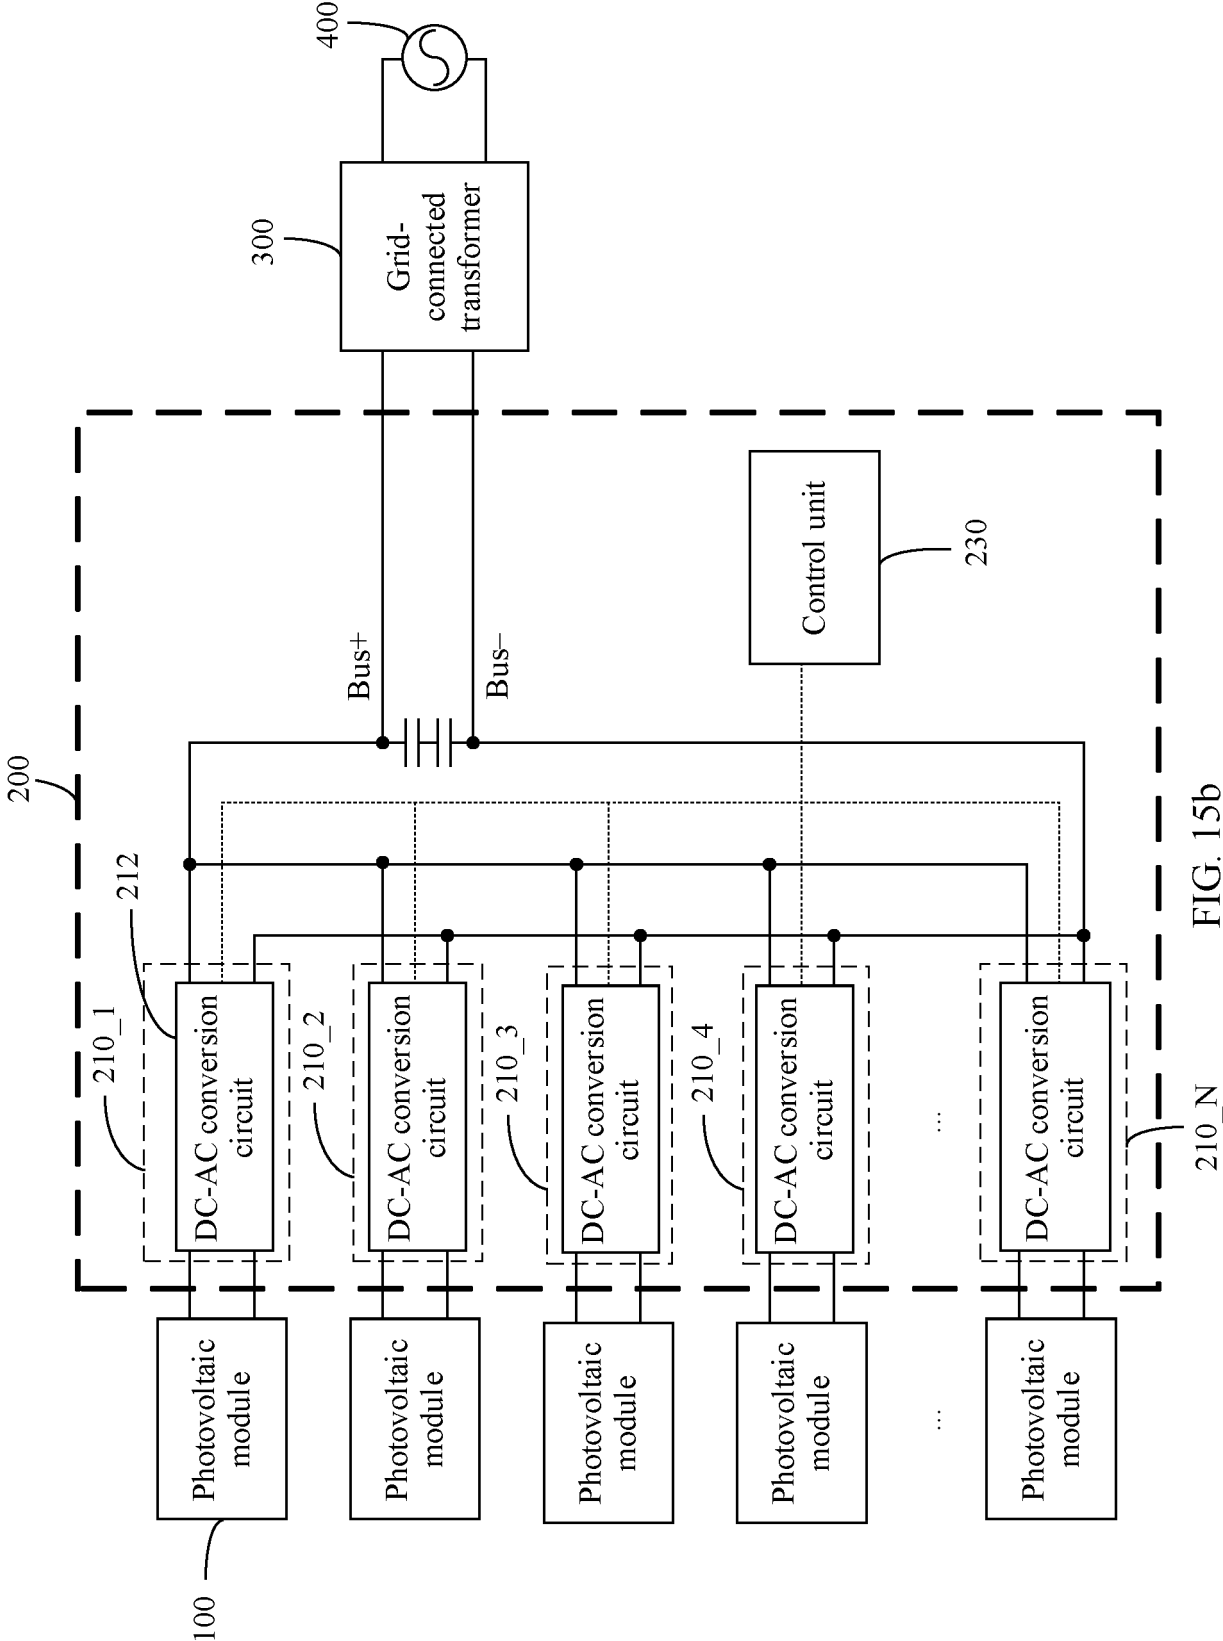 200
210_1
212
Photovoltaic
module
100
DC-AC conversion
circuit
210_2
Photovoltaic
module
DC-AC conversion
circuit
Bus+
Bus–
300
Grid-
connected
transformer
400
210_3
Photovoltaic
module
DC-AC conversion
circuit
210_4
Photovoltaic
module
DC-AC conversion
circuit
Control unit
230
...
...
Photovoltaic
module
DC-AC conversion
circuit
210_N
FIG. 15b